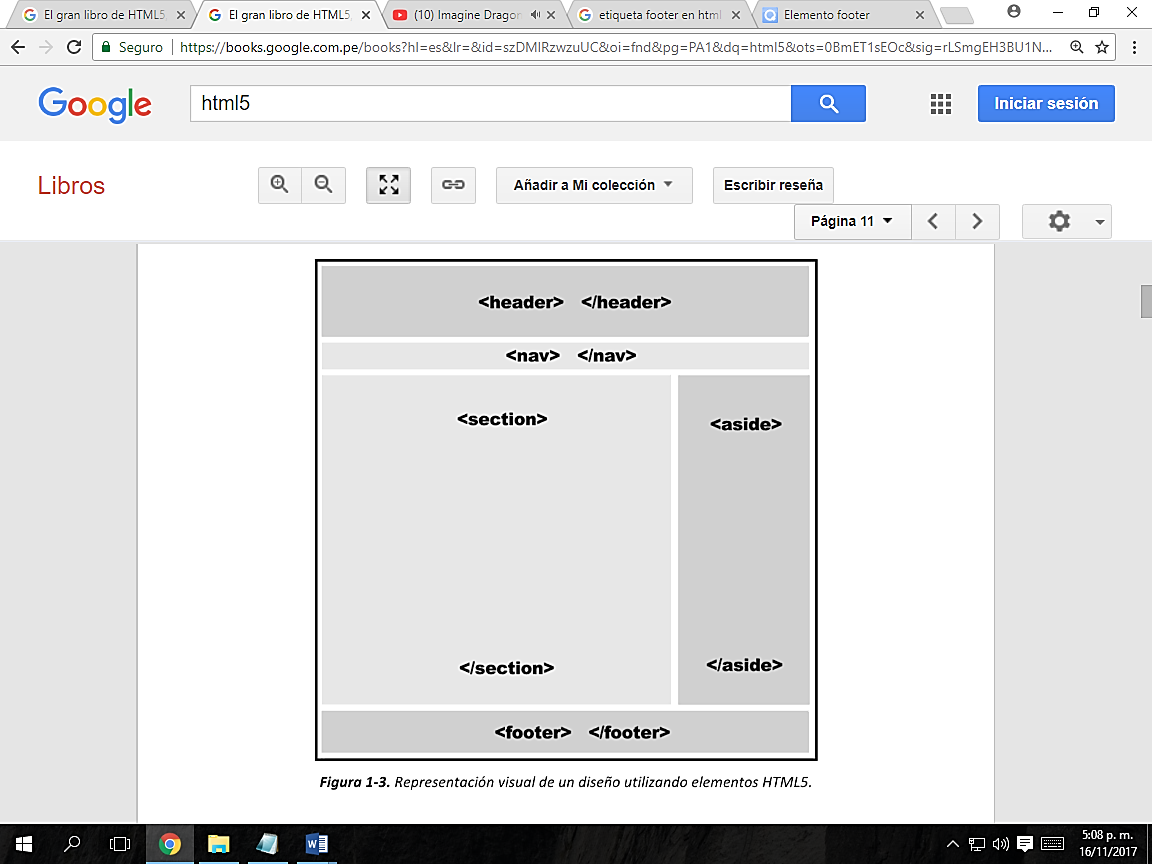 El gran libro de HTML5
El gran libro de HTML5,
(10) Imagine Dragon
etiqueta footer en html
Elemento footer
Seguro
https://books.google.com.pe/books?hl=es&lr=&id=szDMIRzwzuUC&oi=fnd&pg=PA1&dq=html5&ots=0BmET1sEOc&sig=rLSmgEH3BU1N...
Google
html5
Iniciar sesión
Libros
Añadir a Mi colección
Escribir reseña
Página 11
<header> </header>
<nav> </nav>
<section>
<aside>
</section>
</aside>
<footer> </footer>
Figura 1-3. Representación visual de un diseño utilizando elementos HTML5.
5:08 p. m.
16/11/2017